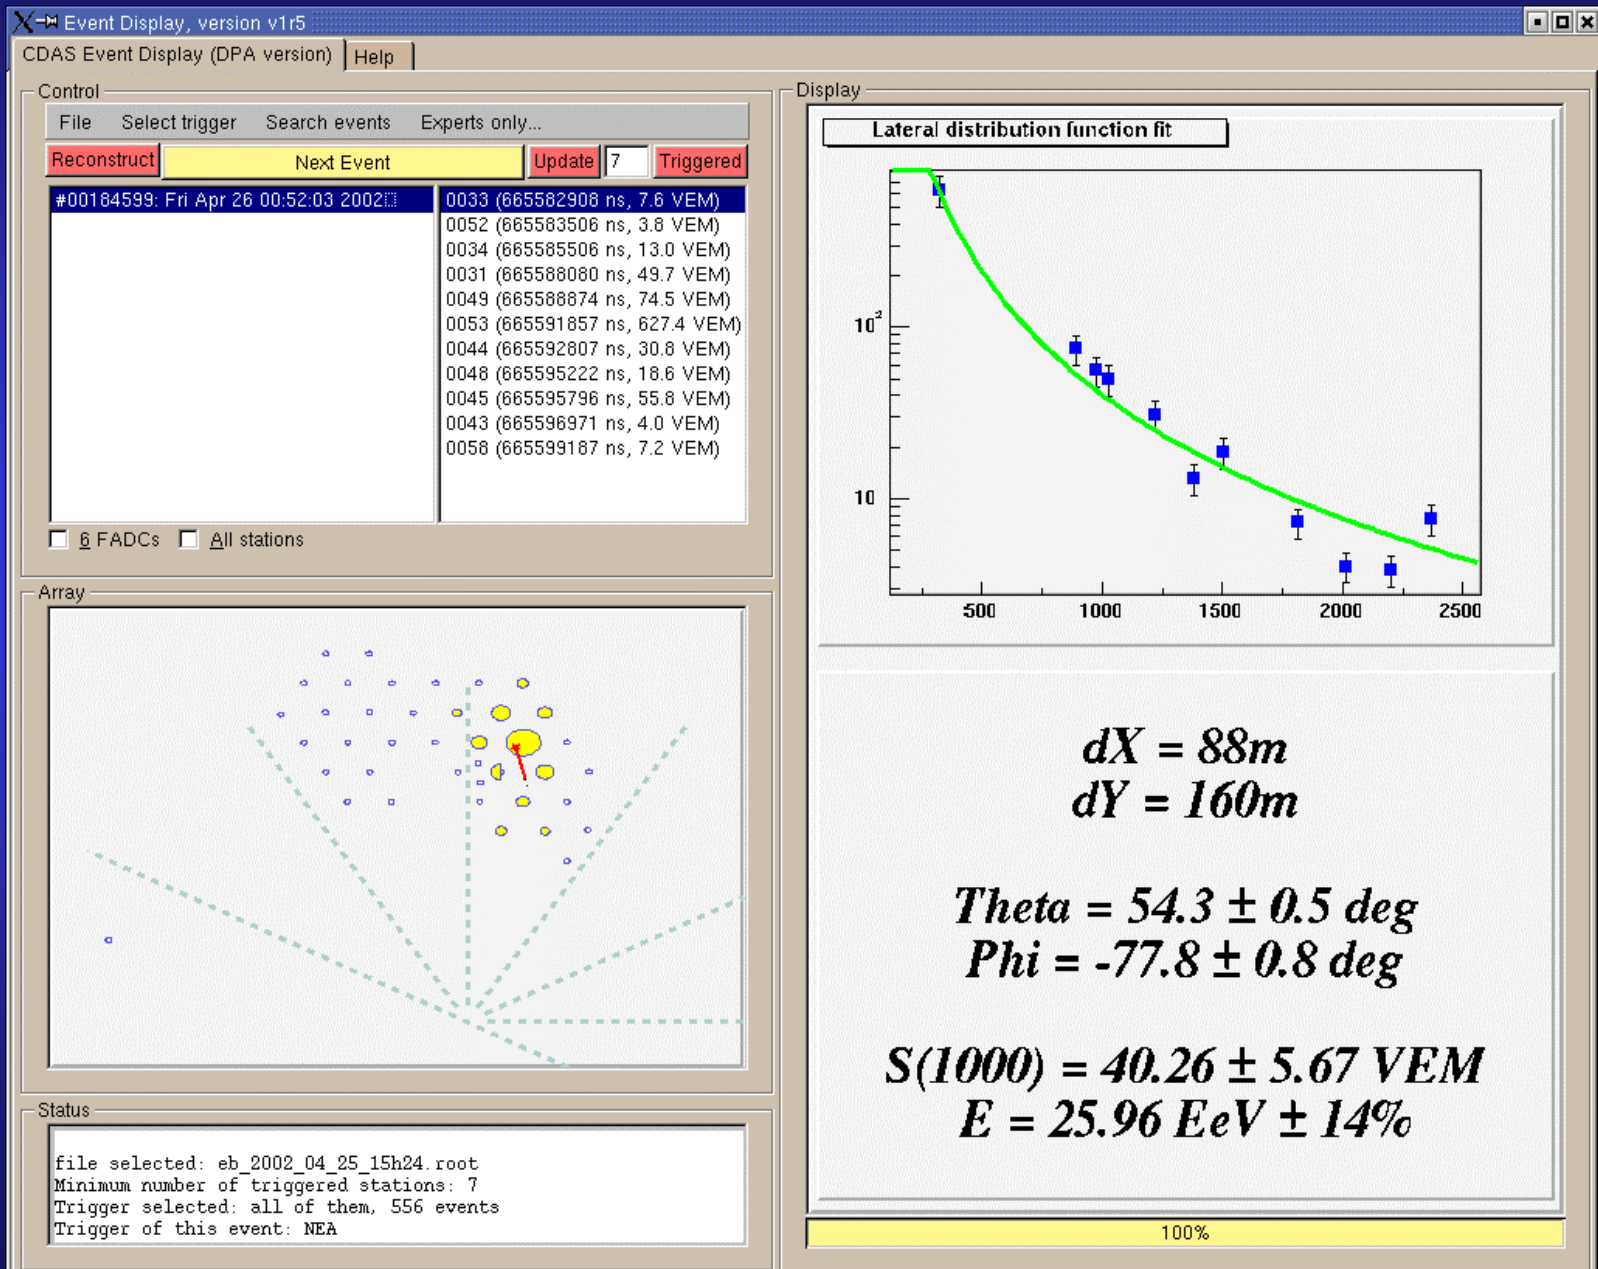 Event Display, version v1r5
CDAS Event Display (DPA version)
Help
Control
File Select trigger Search events Experts only...
Reconstruct Next Event Update 7 Triggered
#00184599: Fri Apr 26 00:52:03 2002
0033 (665582908 ns, 7.6 VEM)
0052 (665583506 ns, 3.8 VEM)
0034 (665585506 ns, 13.0 VEM)
0031 (665588080 ns, 49.7 VEM)
0049 (665588874 ns, 74.5 VEM)
0053 (665591857 ns, 627.4 VEM)
0044 (665592807 ns, 30.8 VEM)
0048 (665595222 ns, 18.6 VEM)
0045 (665595796 ns, 55.8 VEM)
0043 (665596971 ns, 4.0 VEM)
0058 (665599187 ns, 7.2 VEM)
6 FADCs All stations
Array
Status
file selected: eb_2002_04_25_15h24.root
Minimum number of triggered stations: 7
Trigger selected: all of them, 556 events
Trigger of this event: NEA
Display
Lateral distribution function fit
10²
10
500 1000 1500 2000 2500
dX = 88m
dY = 160m
Theta = 54.3 ± 0.5 deg
Phi = -77.8 ± 0.8 deg
S(1000) = 40.26 ± 5.67 VEM
E = 25.96 EeV ± 14%
100%